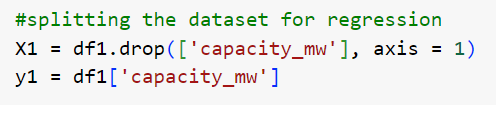 #splitting the dataset for regression
X1 = df1.drop(['capacity_mw'], axis = 1)
y1 = df1['capacity_mw']